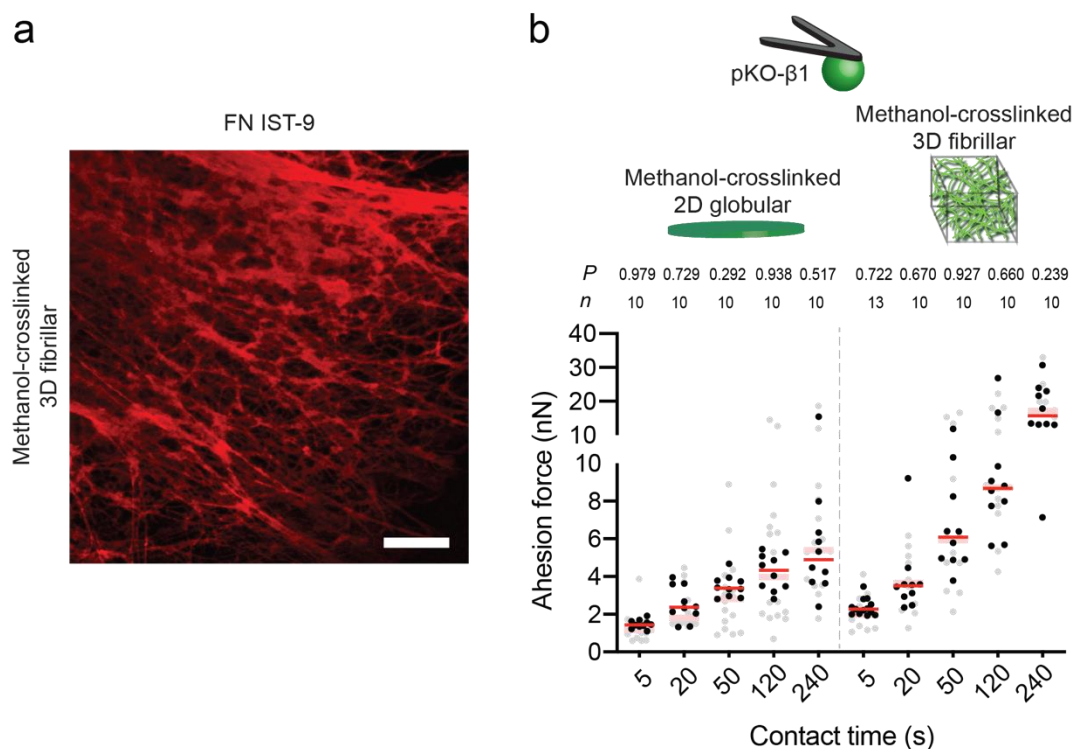 a
FN IST-9
Methanol-crosslinked
3D fibrillar
b
pKO-β1
Methanol-crosslinked
2D globular
Methanol-crosslinked
3D fibrillar
P 0.979 0.729 0.292 0.938 0.517 0.722 0.670 0.927 0.660 0.239
n 10 10 10 10 10 13 10 10 10 10
Ahesion force (nN)
40
30
20
10
10
8
6
4
2
0
5 20 50 120 240 5 20 50 120 240
Contact time (s)